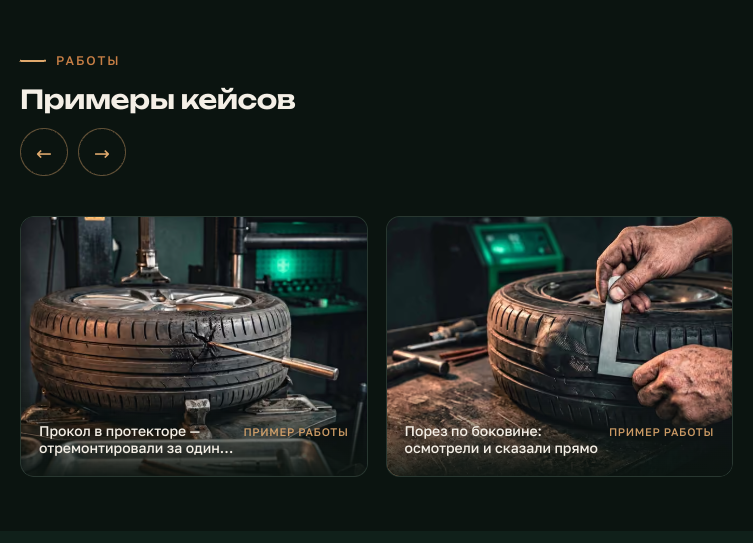 РАБОТЫ
Примеры кейсов
← →
Прокол в протекторе —
отремонтировали за один…
ПРИМЕР РАБОТЫ
Порез по боковине:
осмотрели и сказали прямо
ПРИМЕР РАБОТЫ